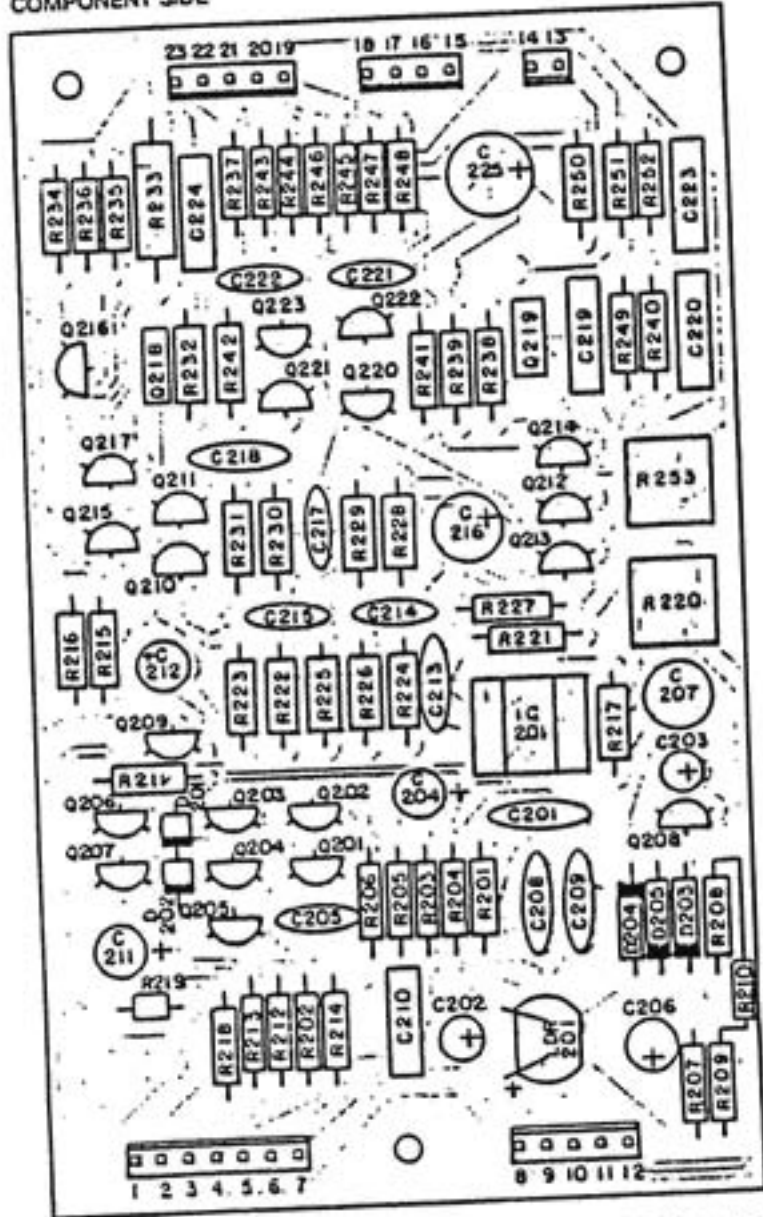 COMPONENT SIDE
23 22 21 20 19
18 17 16 15
14 13
R234 R236 R235 R233 C224
R237 R243 R244 R246 R245 R247 R248
C 225 +
R250 R251 R252 C223
C222 C221
Q216 Q218 R232 R242
Q223 Q222
Q221 Q220
R241 R239 R238 Q219 C219 R249 R240 C220
Q217 Q211 C218
Q214
Q215 Q210
R231 R230 C217 R229 R228
C 216 +
Q212
Q213
R253
R220
C215 C214
R227
R221
R216 R215
+ C 212
R223 R222 R225 R226 R224 C213
IC 201
R217
C 207
Q209
R211
C203 +
D 201
C 204 +
C201
Q206 Q203 Q202
Q208
Q207 Q204 Q201
D 202
Q205
C205
R206 R205 R203 R204 R201
C208 C209
D204 D205 D203 R208
C 211 +
R219
R210
R218 R213 R212 R202 R214
C210
C202 +
DR 201 +
C206 +
R207 R209
1 2 3 4 5 6 7
8 9 10 11 12